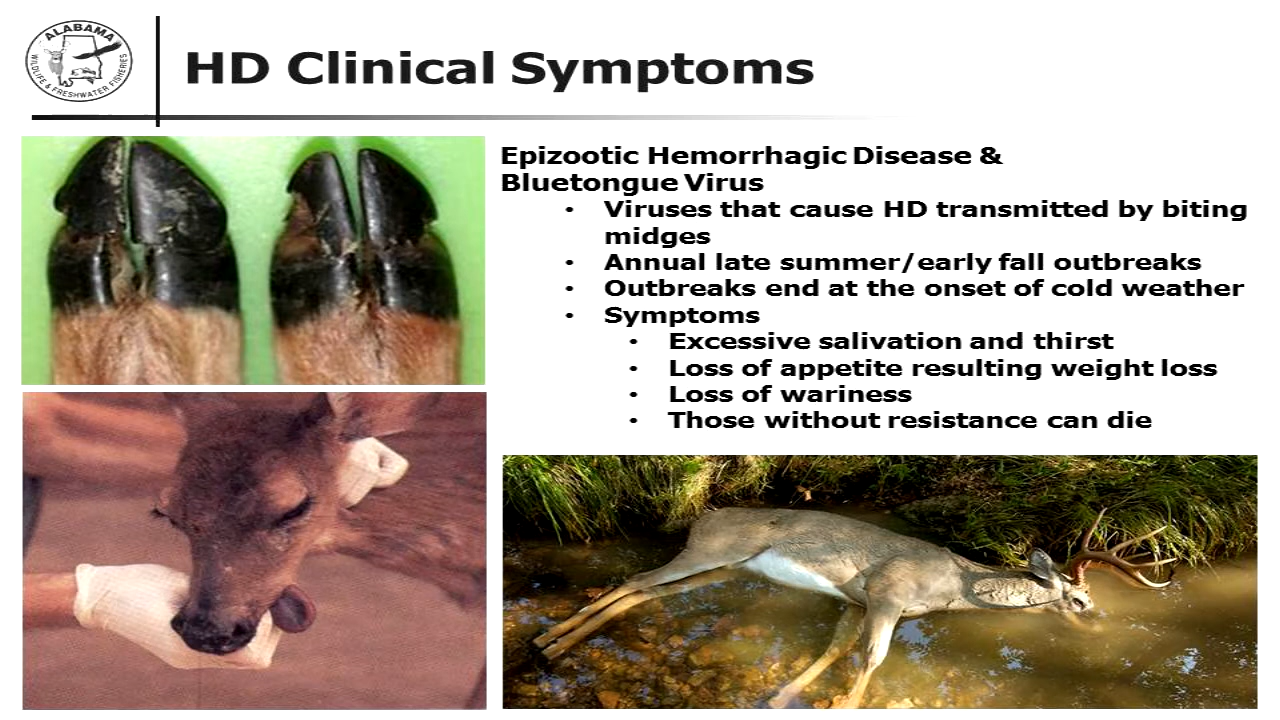 ALABAMA
WILDLIFE & FRESHWATER FISHERIES
HD Clinical Symptoms
Epizootic Hemorrhagic Disease &
Bluetongue Virus
• Viruses that cause HD transmitted by biting
midges
• Annual late summer/early fall outbreaks
• Outbreaks end at the onset of cold weather
• Symptoms
• Excessive salivation and thirst
• Loss of appetite resulting weight loss
• Loss of wariness
• Those without resistance can die